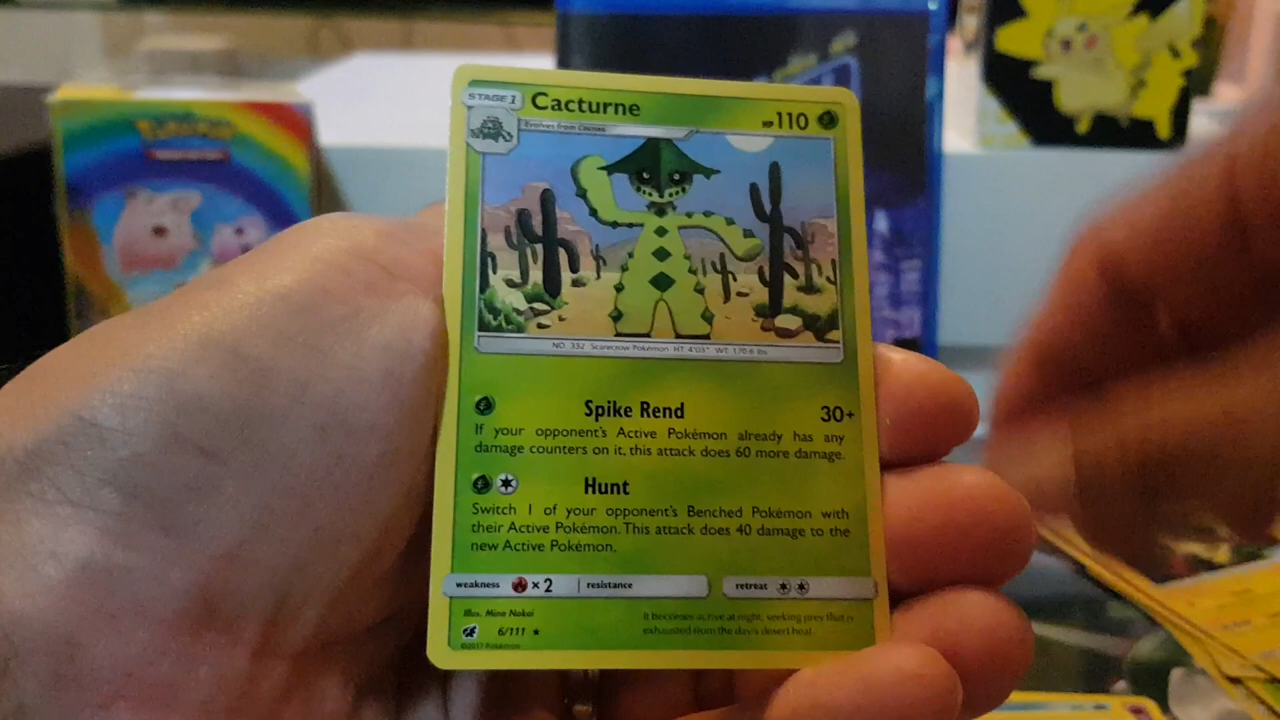 STAGE 1
Cacturne
HP 110
Evolves from Cacnea
NO. 332 Scarecrow Pokémon HT: 4'03" WT: 170.6 lbs
Spike Rend 30+
If your opponent's Active Pokémon already has any
damage counters on it, this attack does 60 more damage.
Hunt
Switch 1 of your opponent's Benched Pokémon with
their Active Pokémon. This attack does 40 damage to the
new Active Pokémon.
weakness ×2 resistance retreat
Illus. Mina Nakai
6/111 ★
©2017 Pokémon
It becomes active at night, seeking prey that is
exhausted from the day's desert heat.
Pokémon